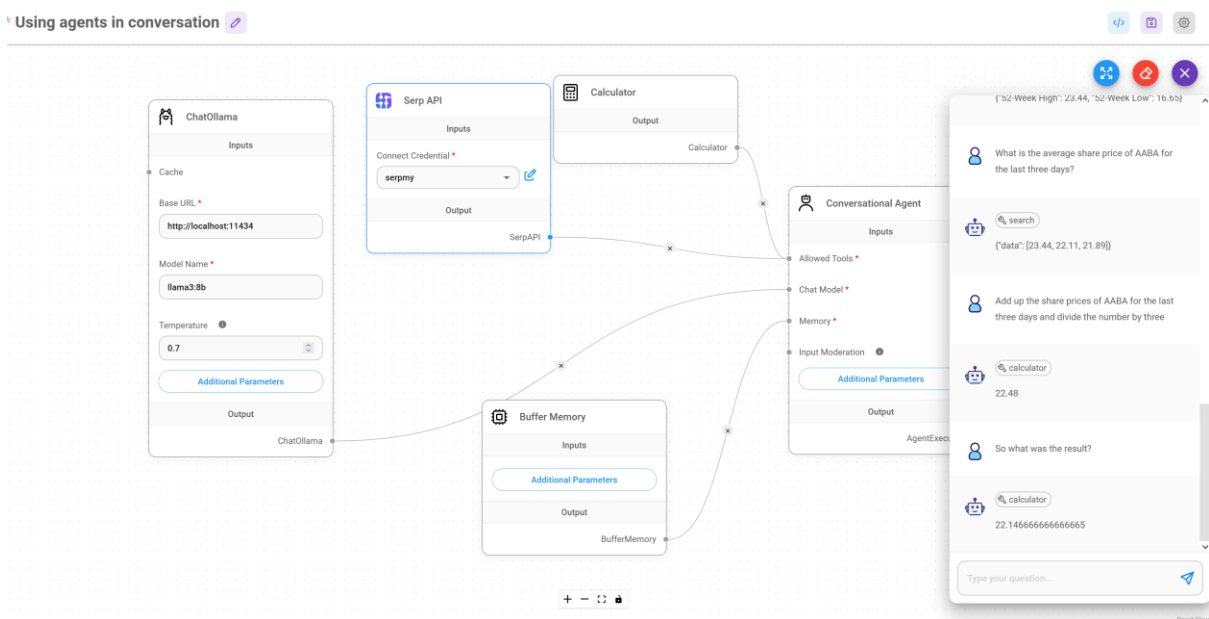 Using agents in conversation
ChatOllama
Inputs
Cache
Base URL *
http://localhost:11434
Model Name *
llama3:8b
Temperature
0.7
Additional Parameters
Output
ChatOllama
Serp API
Inputs
Connect Credential *
serpmy
Output
SerpAPI
Calculator
Output
Calculator
Buffer Memory
Inputs
Additional Parameters
Output
BufferMemory
Conversational Agent
Inputs
Allowed Tools *
Chat Model *
Memory *
Input Moderation
Additional Parameters
Output
AgentExecu
{"52-Week High": 23.44, "52-Week Low": 16.65}
What is the average share price of AABA for
the last three days?
search
{"data": [23.44, 22.11, 21.89]}
Add up the share prices of AABA for the last
three days and divide the number by three
calculator
22.48
So what was the result?
calculator
22.146666666666665
Type your question...